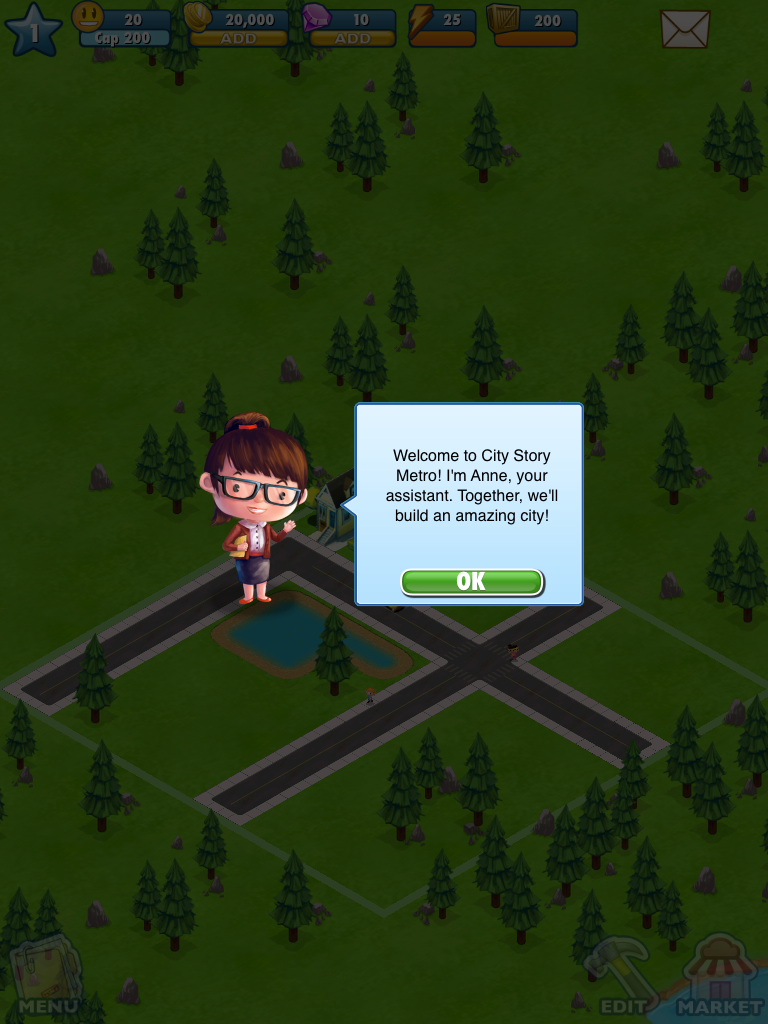 1
20
Cap 200
20,000
ADD
10
ADD
25
200
Welcome to City Story
Metro! I'm Anne, your
assistant. Together, we'll
build an amazing city!
OK
MENU
EDIT
MARKET